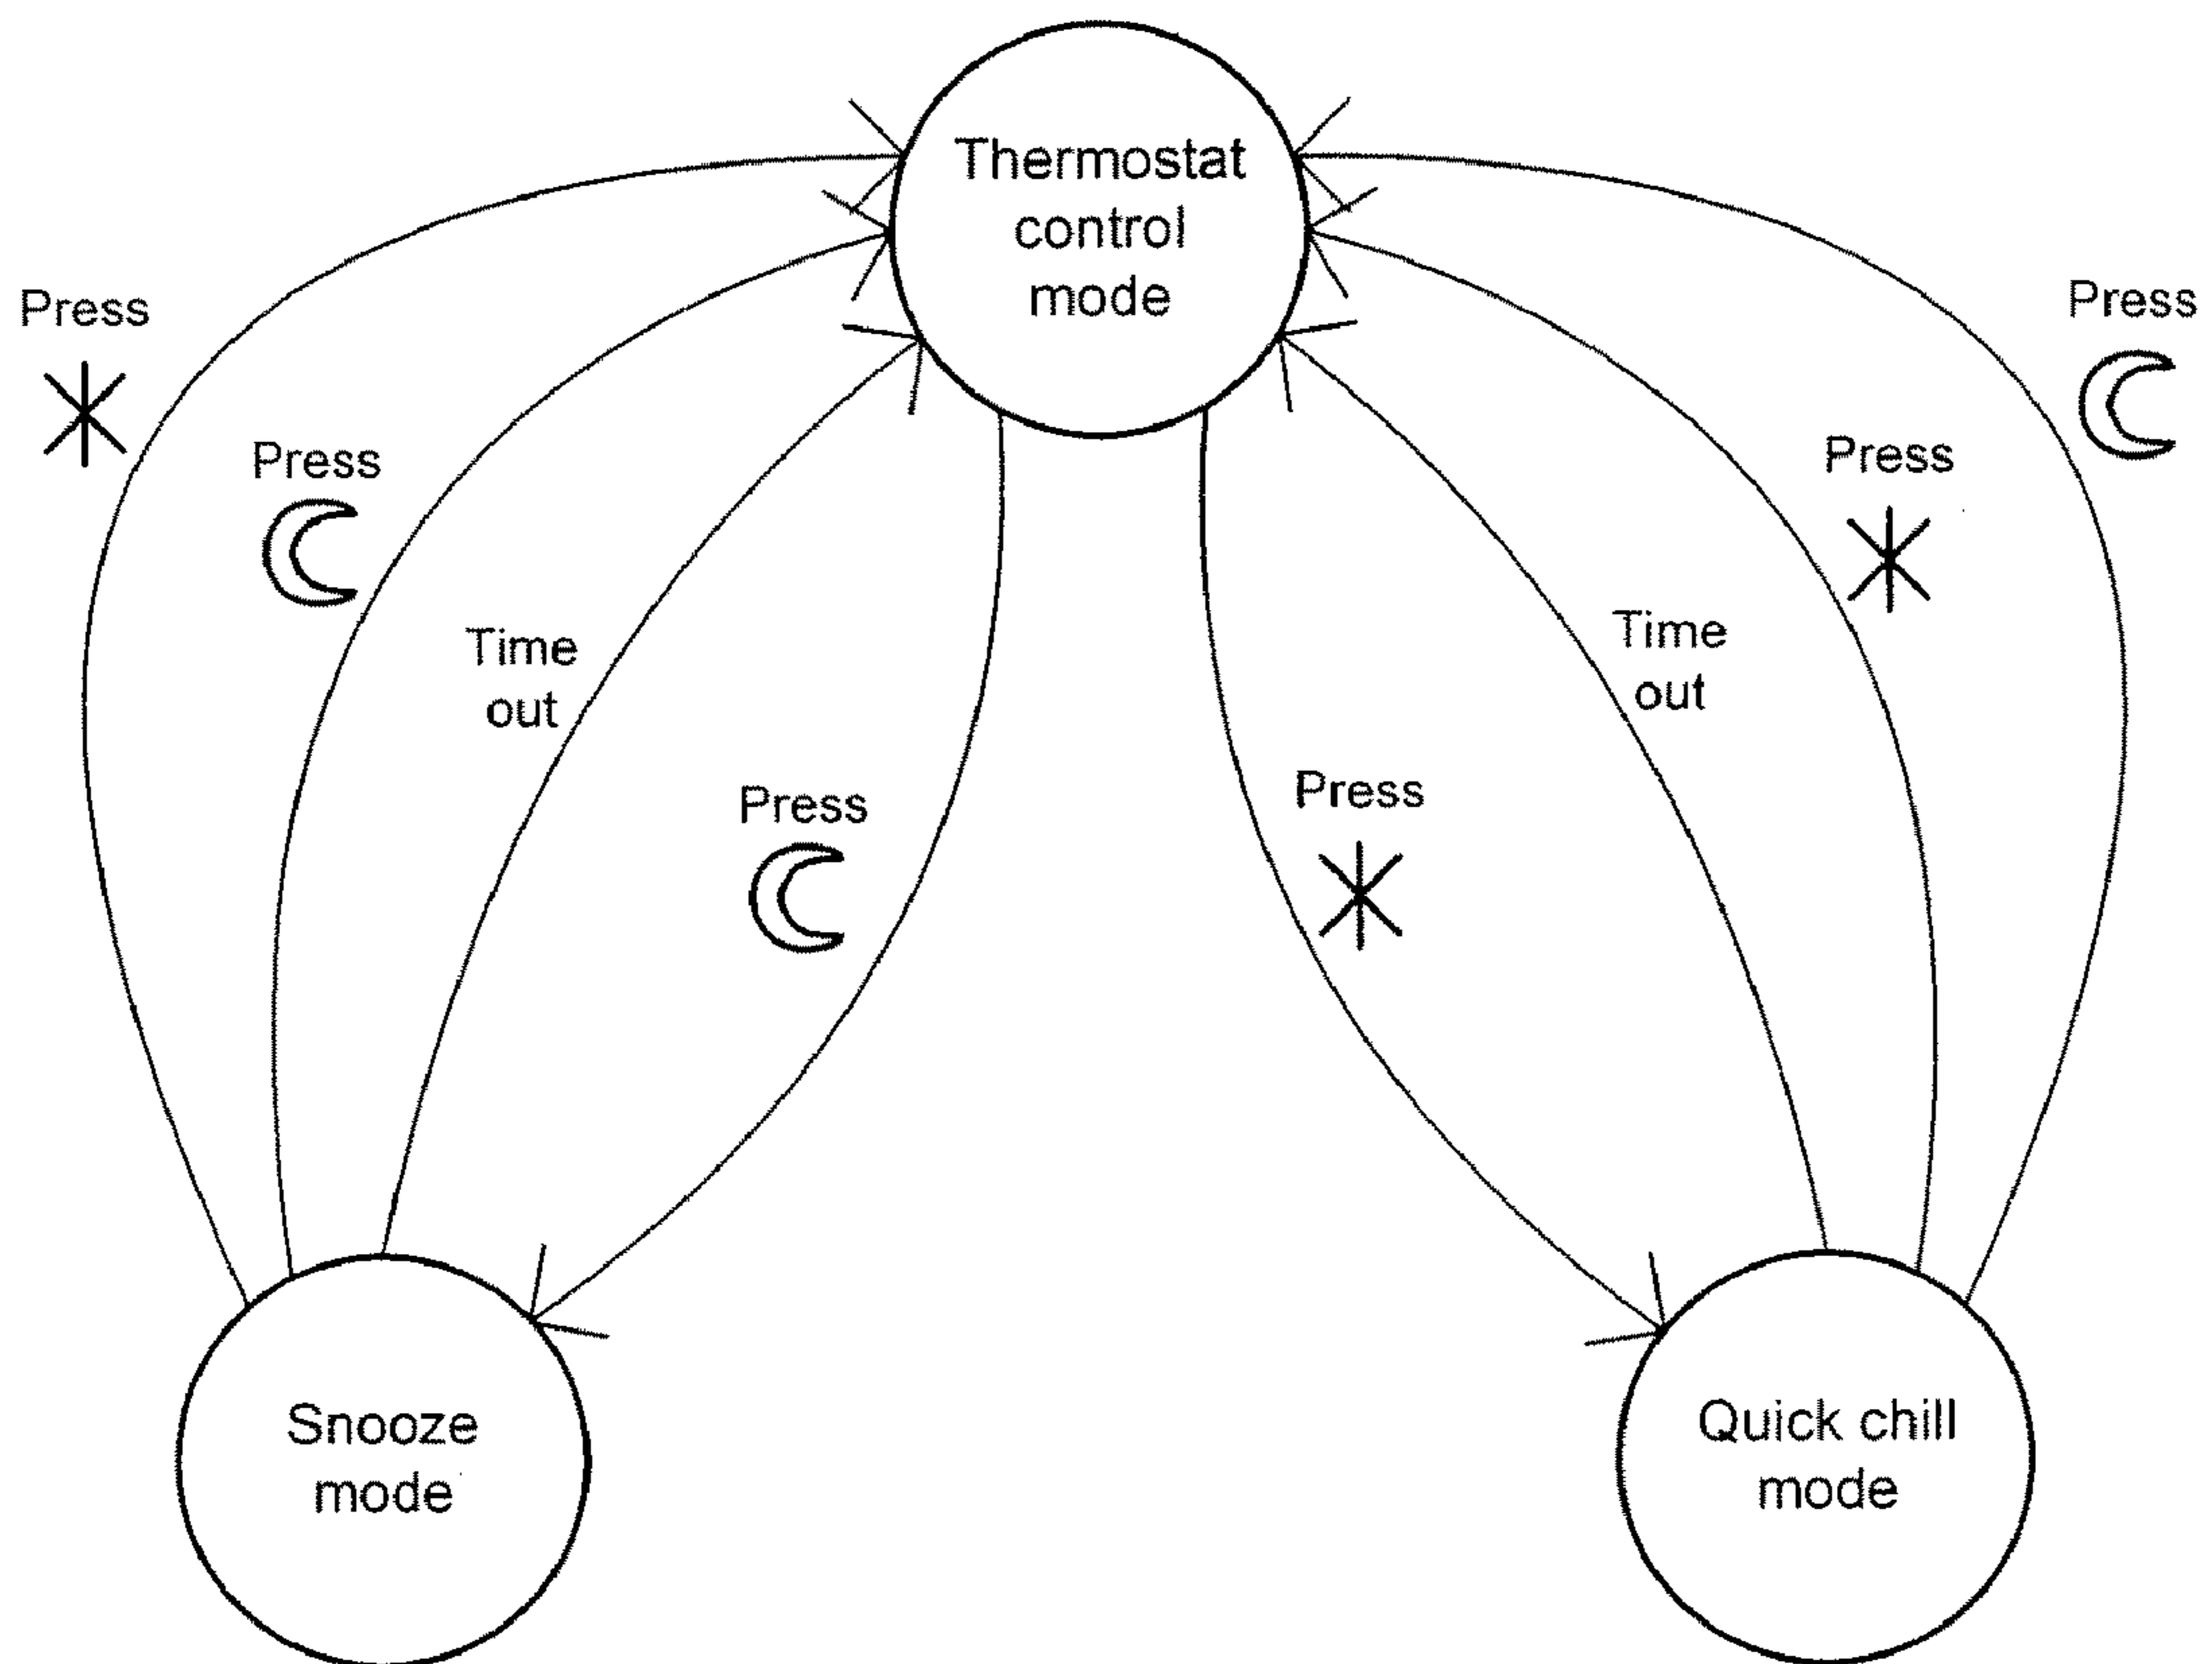 Thermostat
control
mode
Press
Press
Time
out
Press
Press
Time
out
Press
Press
Snooze
mode
Quick chill
mode